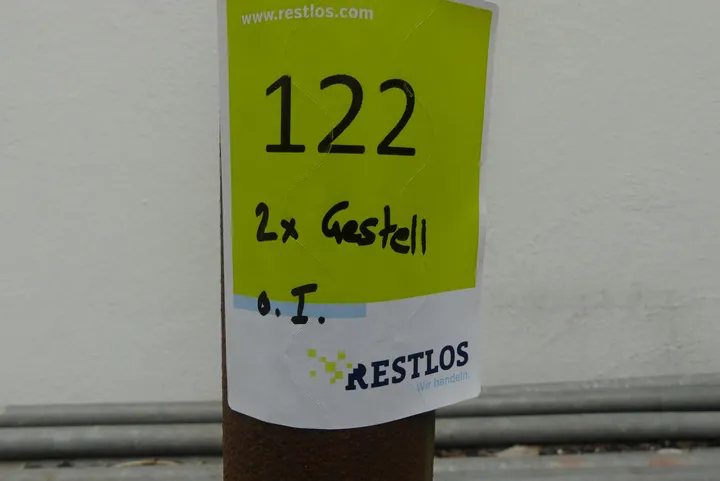 www.restlos.com
122
2x Gestell
o. I.
RESTLOS
Wir handeln.